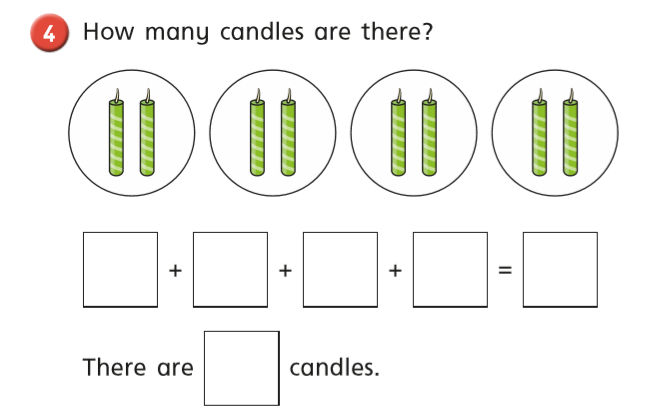 4 How many candles are there?
+ + + =
There are candles.